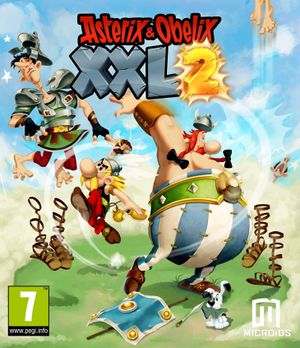 Asterix & Obelix
XXL 2
7
www.pegi.info
MICROIDS